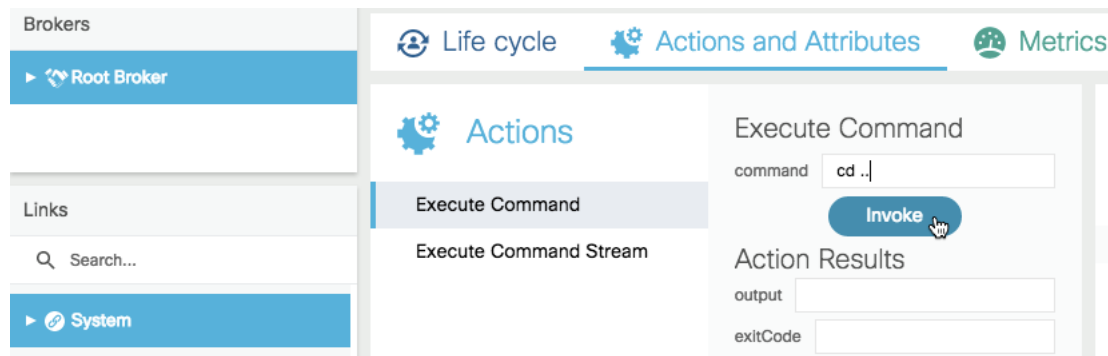 Brokers
Root Broker
Links
Search...
System
Life cycle
Actions and Attributes
Metrics
Actions
Execute Command
Execute Command Stream
Execute Command
command cd ..
Invoke
Action Results
output
exitCode